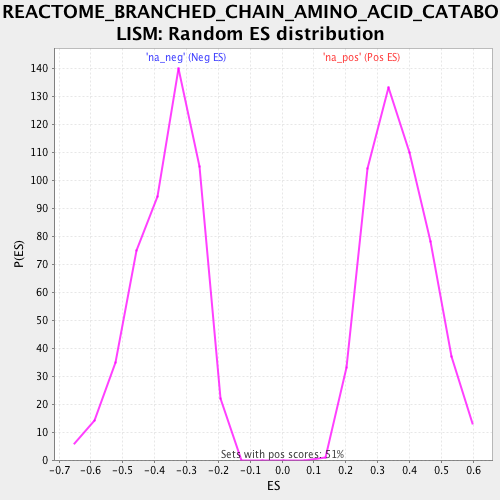 REACTOME_BRANCHED_CHAIN_AMINO_ACID_CATABO
LISM: Random ES distribution
'na_neg' (Neg ES)
'na_pos' (Pos ES)
P(ES)
140
130
120
110
100
90
80
70
60
50
40
30
20
10
0
Sets with pos scores: 51%
-0.7 -0.6 -0.5 -0.4 -0.3 -0.2 -0.1 0.0 0.1 0.2 0.3 0.4 0.5 0.6
ES